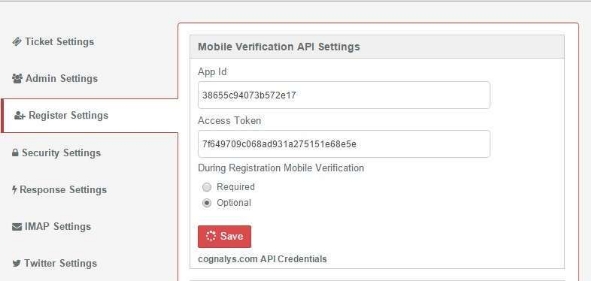 Ticket Settings
Admin Settings
Register Settings
Security Settings
Response Settings
IMAP Settings
Twitter Settings
Mobile Verification API Settings
App Id
38655c94073b572e17
Access Token
7f649709c068ad931a275151e68e5e
During Registration Mobile Verification
Required
Optional
Save
cognalys.com API Credentials